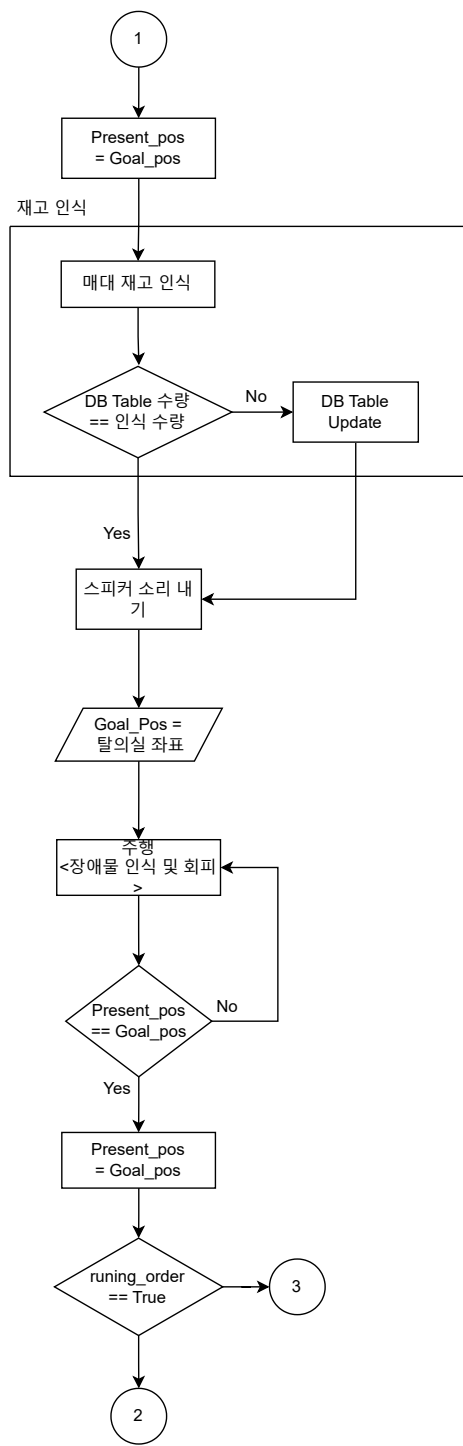 1
Present_pos
= Goal_pos
재고 인식
매대 재고 인식
DB Table 수량
== 인식 수량
No
DB Table
Update
Yes
스피커 소리 내
기
Goal_Pos =
탈의실 좌표
주행
<장애물 인식 및 회피
>
Present_pos
== Goal_pos
No
Yes
Present_pos
= Goal_pos
runing_order
== True
3
2